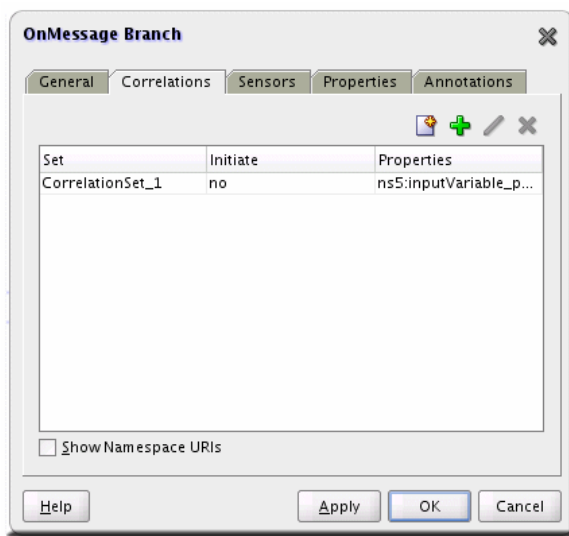 OnMessage Branch
General Correlations Sensors Properties Annotations
Set Initiate Properties
CorrelationSet_1 no ns5:inputVariable_p...
Show Namespace URIs
Help Apply OK Cancel